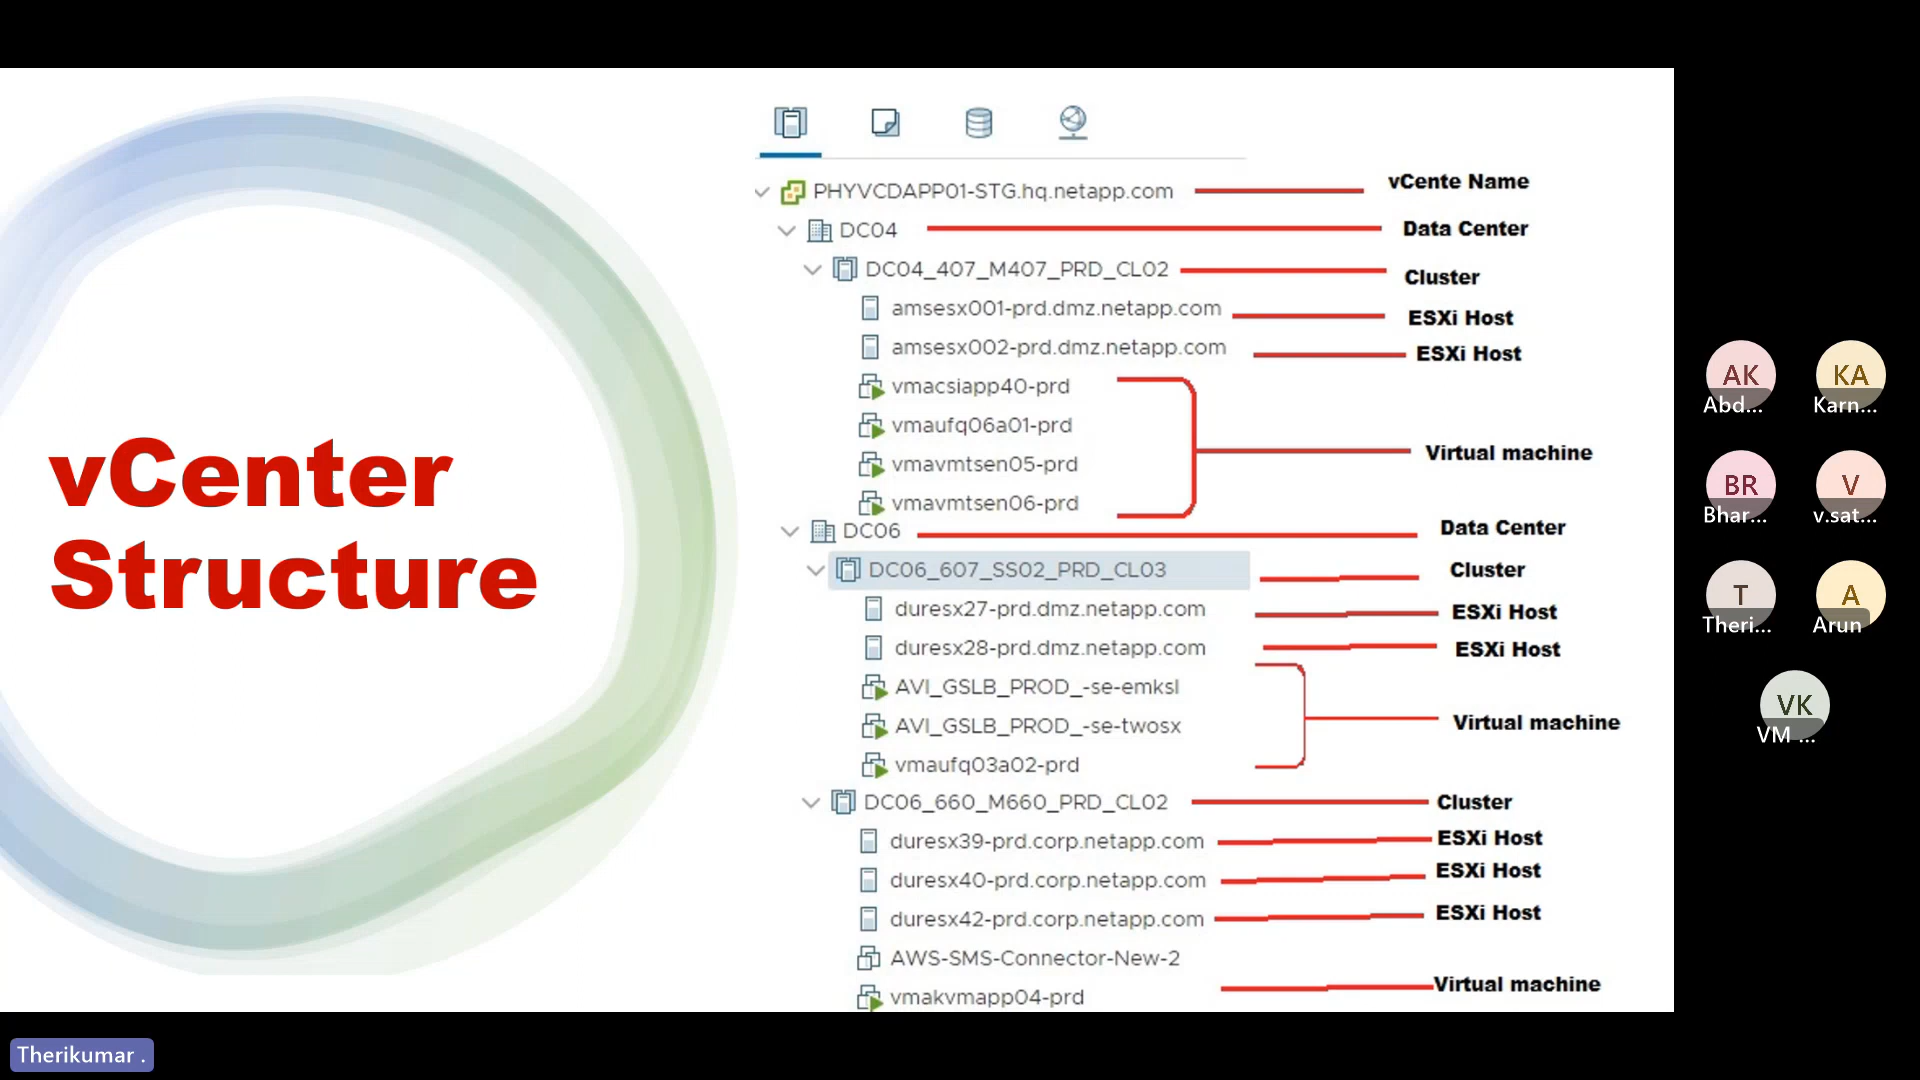 vCenter
Structure
PHYVCDAPP01-STG.hq.netapp.com vCente Name
DC04 Data Center
DC04_407_M407_PRD_CL02 Cluster
amsesx001-prd.dmz.netapp.com ESXi Host
amsesx002-prd.dmz.netapp.com ESXi Host
vmacsiapp40-prd
vmaufq06a01-prd
vmavmtsen05-prd Virtual machine
vmavmtsen06-prd
DC06 Data Center
DC06_607_SS02_PRD_CL03 Cluster
duresx27-prd.dmz.netapp.com ESXi Host
duresx28-prd.dmz.netapp.com ESXi Host
AVI_GSLB_PROD_-se-emksl
AVI_GSLB_PROD_-se-twosx Virtual machine
vmaufq03a02-prd
DC06_660_M660_PRD_CL02 Cluster
duresx39-prd.corp.netapp.com ESXi Host
duresx40-prd.corp.netapp.com ESXi Host
duresx42-prd.corp.netapp.com ESXi Host
AWS-SMS-Connector-New-2
vmakvmapp04-prd Virtual machine
AK KA
Abd... Karn...
BR V
Bhar... v.sat...
T A
Theri... Arun
VK
VM ...
Therikumar .